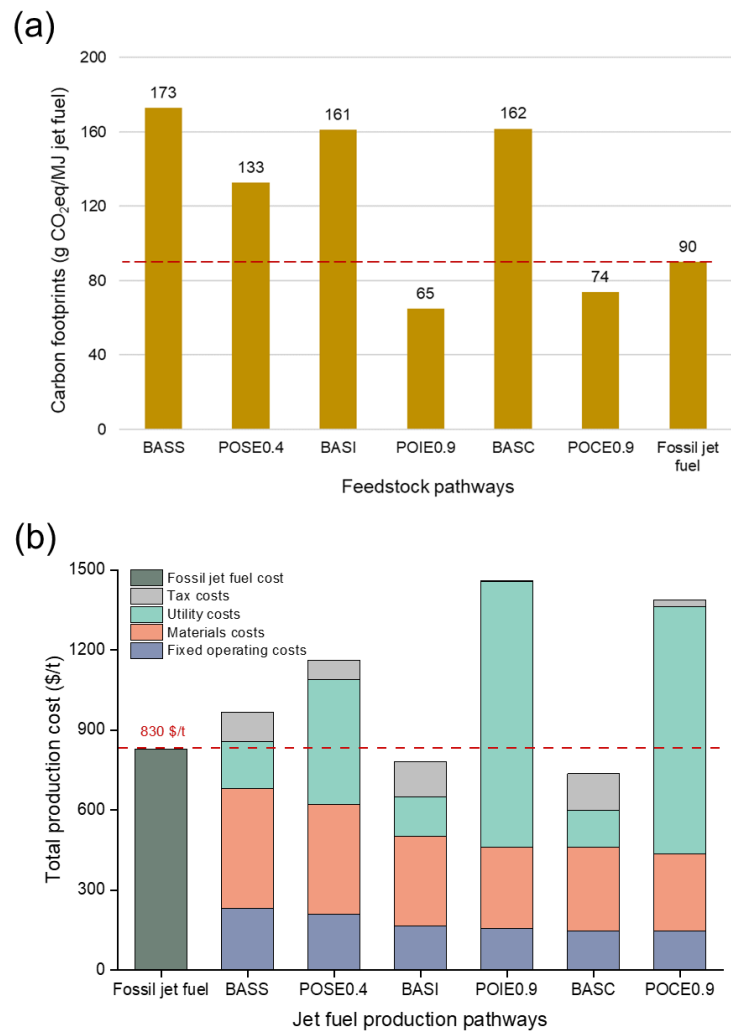 (a)
Carbon footprints (g CO₂eq/MJ jet fuel)
200
160
120
80
40
0
173
133
161
65
162
74
90
BASS
POSE0.4
BASI
POIE0.9
BASC
POCE0.9
Fossil jet
fuel
Feedstock pathways
(b)
Total production cost ($/t)
1500
1200
900
600
300
0
Fossil jet fuel cost
Tax costs
Utility costs
Materials costs
Fixed operating costs
830 $/t
Fossil jet fuel
BASS
POSE0.4
BASI
POIE0.9
BASC
POCE0.9
Jet fuel production pathways